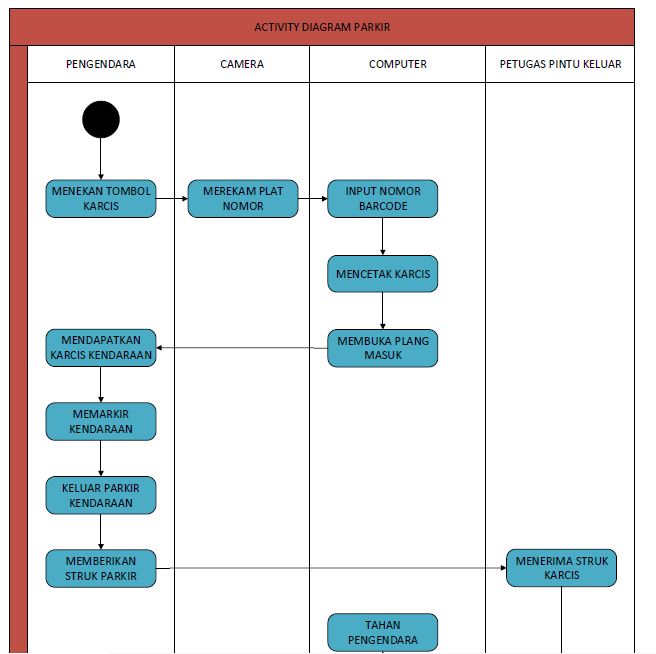 ACTIVITY DIAGRAM PARKIR
PENGENDARA
CAMERA
COMPUTER
PETUGAS PINTU KELUAR
MENEKAN TOMBOL
KARCIS
MEREKAM PLAT
NOMOR
INPUT NOMOR
BARCODE
MENCETAK KARCIS
MEMBUKA PLANG
MASUK
MENDAPATKAN
KARCIS KENDARAAN
MEMARKIR
KENDARAAN
KELUAR PARKIR
KENDARAAN
MEMBERIKAN
STRUK PARKIR
MENERIMA STRUK
KARCIS
TAHAN
PENGENDARA